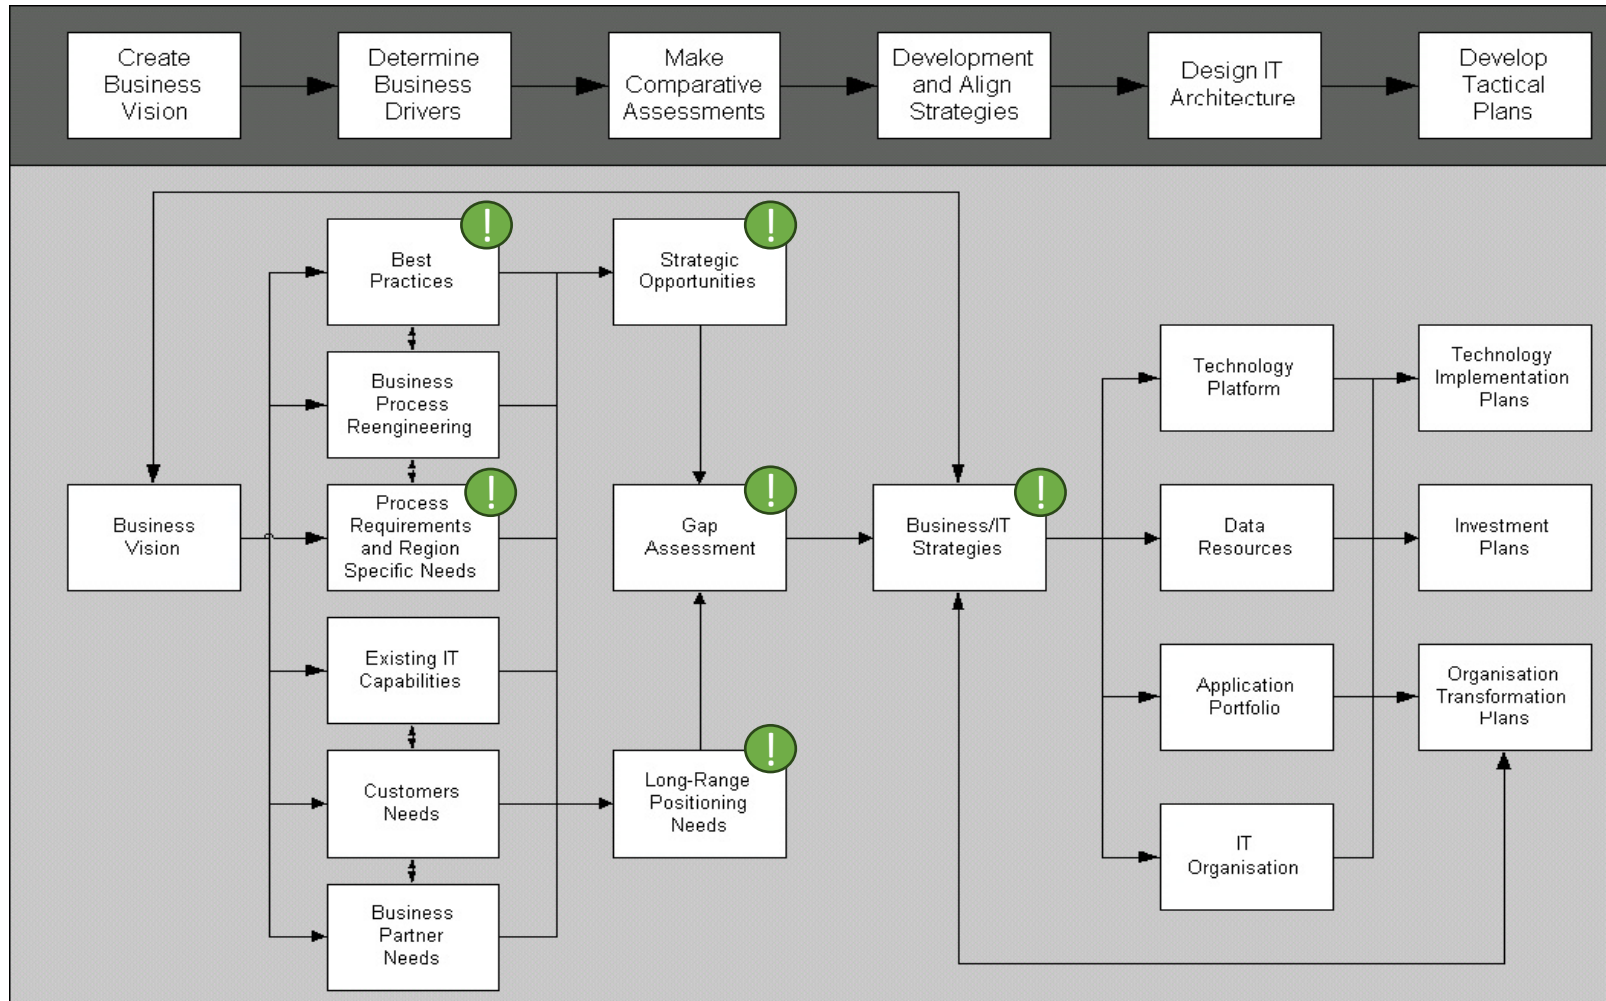 Create
Business
Vision
Determine
Business
Drivers
Make
Comparative
Assessments
Development
and Align
Strategies
Design IT
Architecture
Develop
Tactical
Plans
!
Best
Practices
Business
Process
Reengineering
!
Process
Requirements
and Region
Specific Needs
Business
Vision
Existing IT
Capabilities
Customers
Needs
Business
Partner
Needs
!
Strategic
Opportunities
!
Gap
Assessment
!
Long-Range
Positioning
Needs
!
Business/IT
Strategies
Technology
Platform
Data
Resources
Application
Portfolio
IT
Organisation
Technology
Implementation
Plans
Investment
Plans
Organisation
Transformation
Plans